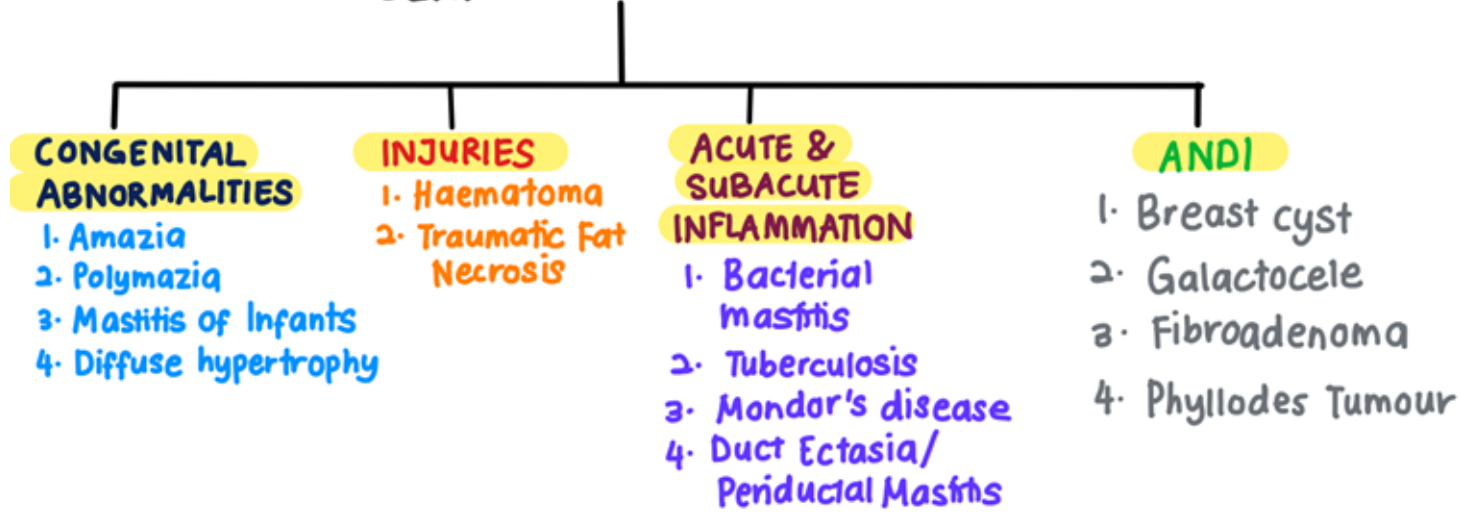 CONGENITAL
ABNORMALITIES
1. Amazia
2. Polymazia
3. Mastitis of Infants
4. Diffuse hypertrophy
INJURIES
1. Haematoma
2. Traumatic Fat
Necrosis
ACUTE &
SUBACUTE
INFLAMMATION
1. Bacterial
mastitis
2. Tuberculosis
3. Mondor's disease
4. Duct Ectasia/
Periductal Mastitis
ANDI
1. Breast cyst
2. Galactocele
3. Fibroadenoma
4. Phyllodes Tumour